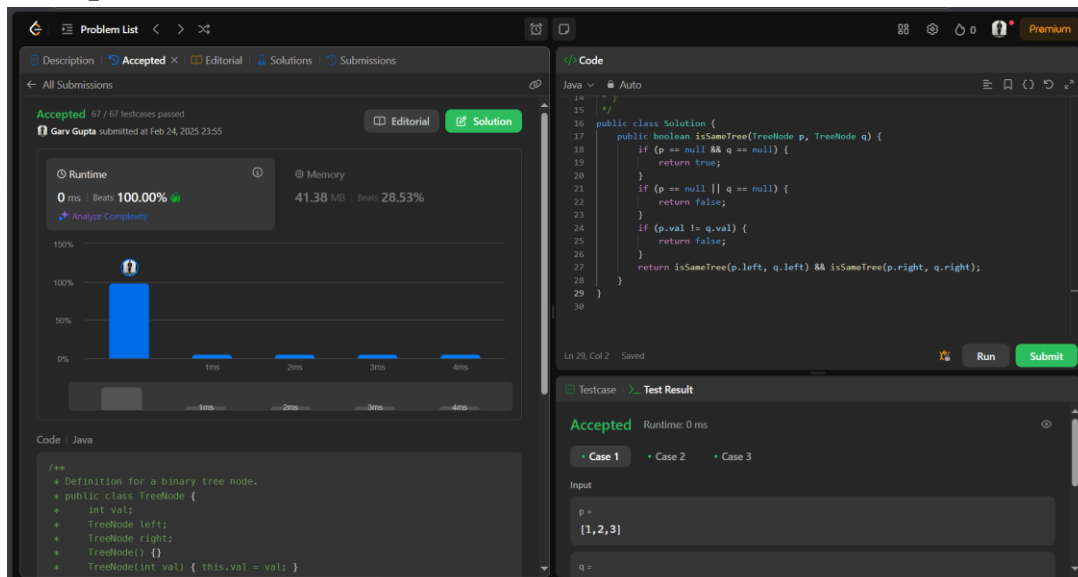 Problem List
0
Premium
Description
Accepted ×
Editorial
Solutions
Submissions
← All Submissions
Accepted 67 / 67 testcases passed
Garv Gupta submitted at Feb 24, 2025 23:55
Editorial
Solution
Runtime
0 ms | Beats 100.00%
Analyze Complexity
Memory
41.38 MB | Beats 28.53%
150%
100%
50%
0%
1ms 2ms 3ms 4ms
1ms 2ms 3ms 4ms
Code | Java
/**
* Definition for a binary tree node.
* public class TreeNode {
*     int val;
*     TreeNode left;
*     TreeNode right;
*     TreeNode() {}
*     TreeNode(int val) { this.val = val; }
</> Code
Java Auto
14 * }
15 */
16 public class Solution {
17     public boolean isSameTree(TreeNode p, TreeNode q) {
18         if (p == null && q == null) {
19             return true;
20         }
21         if (p == null || q == null) {
22             return false;
23         }
24         if (p.val != q.val) {
25             return false;
26         }
27         return isSameTree(p.left, q.left) && isSameTree(p.right, q.right);
28     }
29 }
30
Ln 29, Col 2 | Saved
Run
Submit
Testcase
>_ Test Result
Accepted Runtime: 0 ms
• Case 1 • Case 2 • Case 3
Input
p =
[1,2,3]
q =